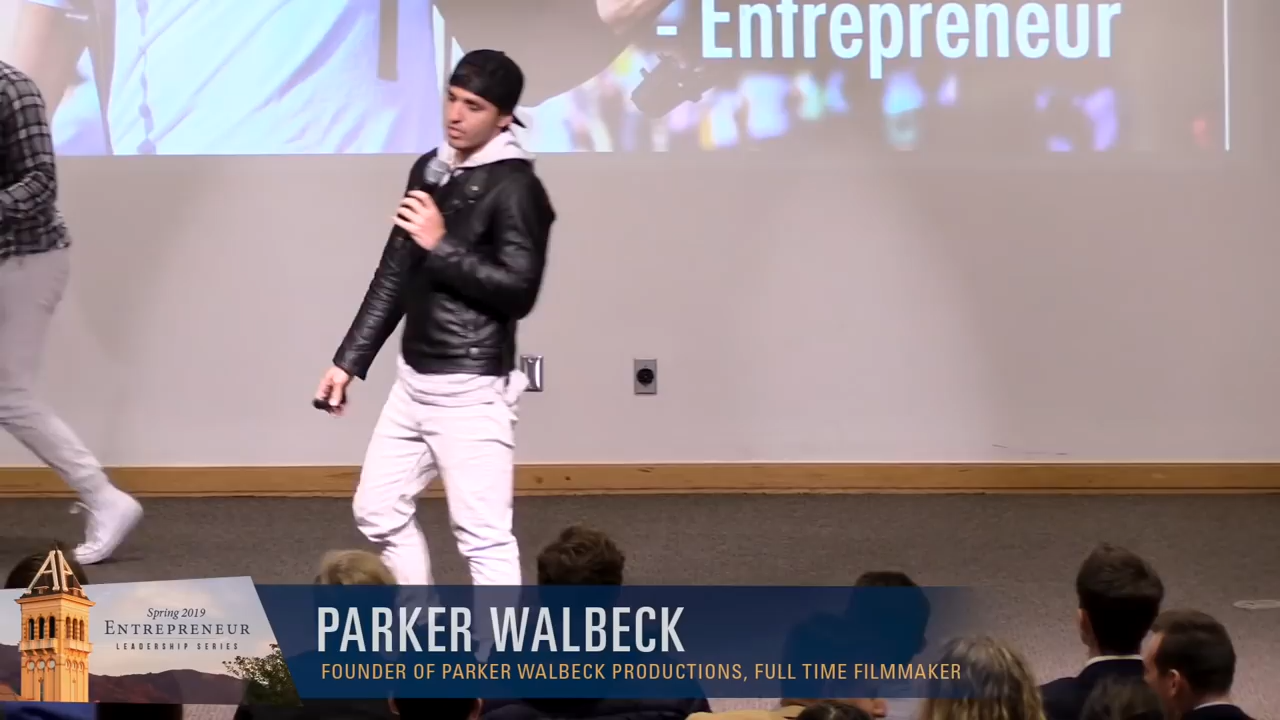 - Entrepreneur
Spring 2019
ENTREPRENEUR
LEADERSHIP SERIES
PARKER WALBECK
FOUNDER OF PARKER WALBECK PRODUCTIONS, FULL TIME FILMMAKER